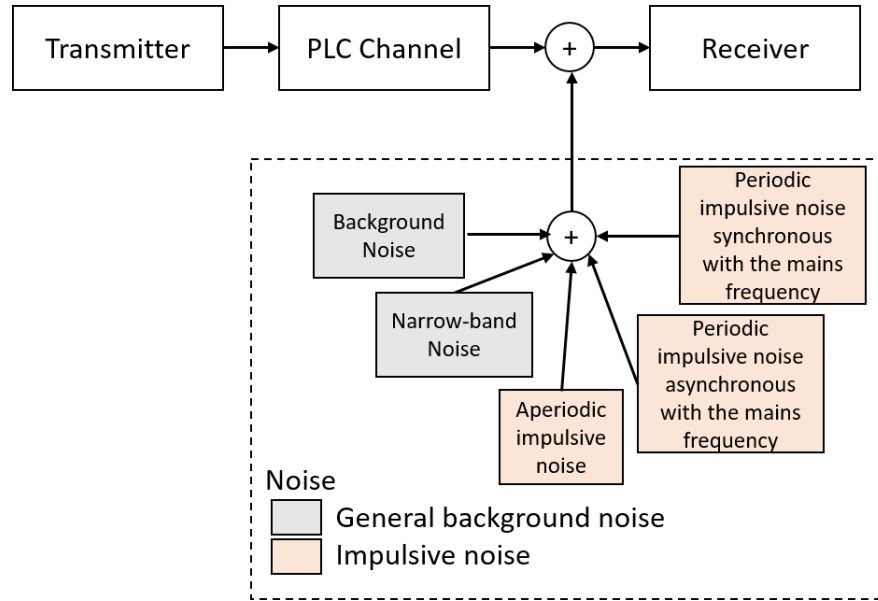 Transmitter
PLC Channel
+
Receiver
Background
Noise
+
Periodic
impulsive noise
synchronous
with the mains
frequency
Narrow-band
Noise
Periodic
impulsive noise
asynchronous
with the mains
frequency
Aperiodic
impulsive
noise
Noise
General background noise
Impulsive noise